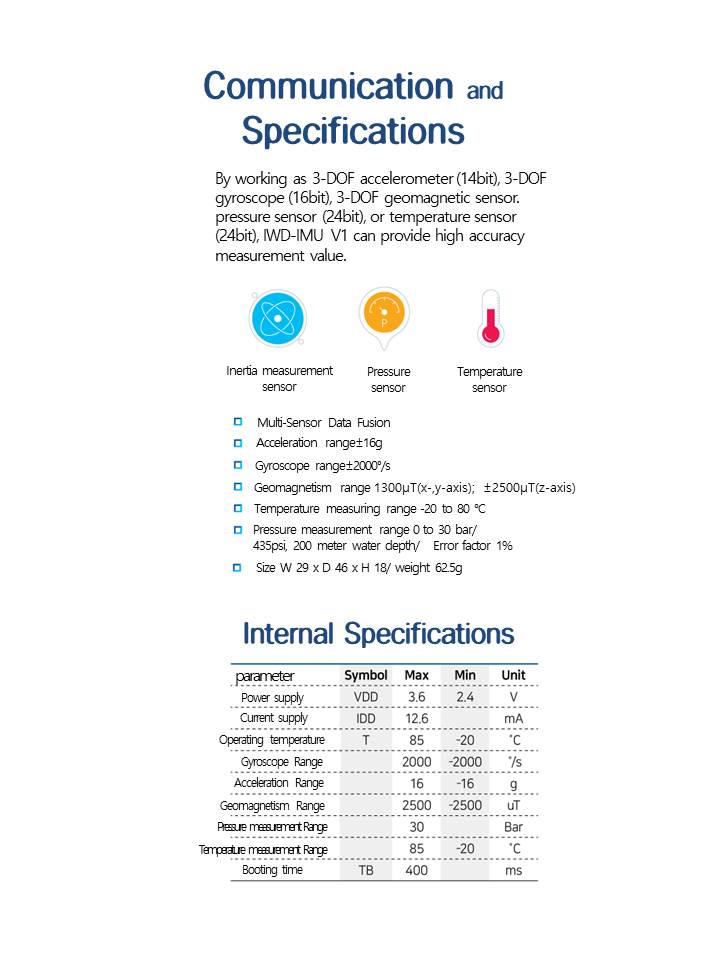 Communication and
Specifications
By working as 3-DOF accelerometer (14bit), 3-DOF
gyroscope (16bit), 3-DOF geomagnetic sensor.
pressure sensor (24bit), or temperature sensor
(24bit), IWD-IMU V1 can provide high accuracy
measurement value.
P
Inertia measurement
sensor
Pressure
sensor
Temperature
sensor
Multi-Sensor Data Fusion
Acceleration range±16g
Gyroscope range±2000°/s
Geomagnetism range 1300μT(x-,y-axis); ±2500μT(z-axis)
Temperature measuring range -20 to 80 ℃
Pressure measurement range 0 to 30 bar/
435psi, 200 meter water depth/ Error factor 1%
Size W 29 x D 46 x H 18/ weight 62.5g
Internal Specifications
parameter Symbol Max Min Unit
Power supply VDD 3.6 2.4 V
Current supply IDD 12.6 mA
Operating temperature T 85 -20 ˚C
Gyroscope Range 2000 -2000 ˚/s
Acceleration Range 16 -16 g
Geomagnetism Range 2500 -2500 uT
Pressure measurement Range 30 Bar
Temperature measurement Range 85 -20 ˚C
Booting time TB 400 ms